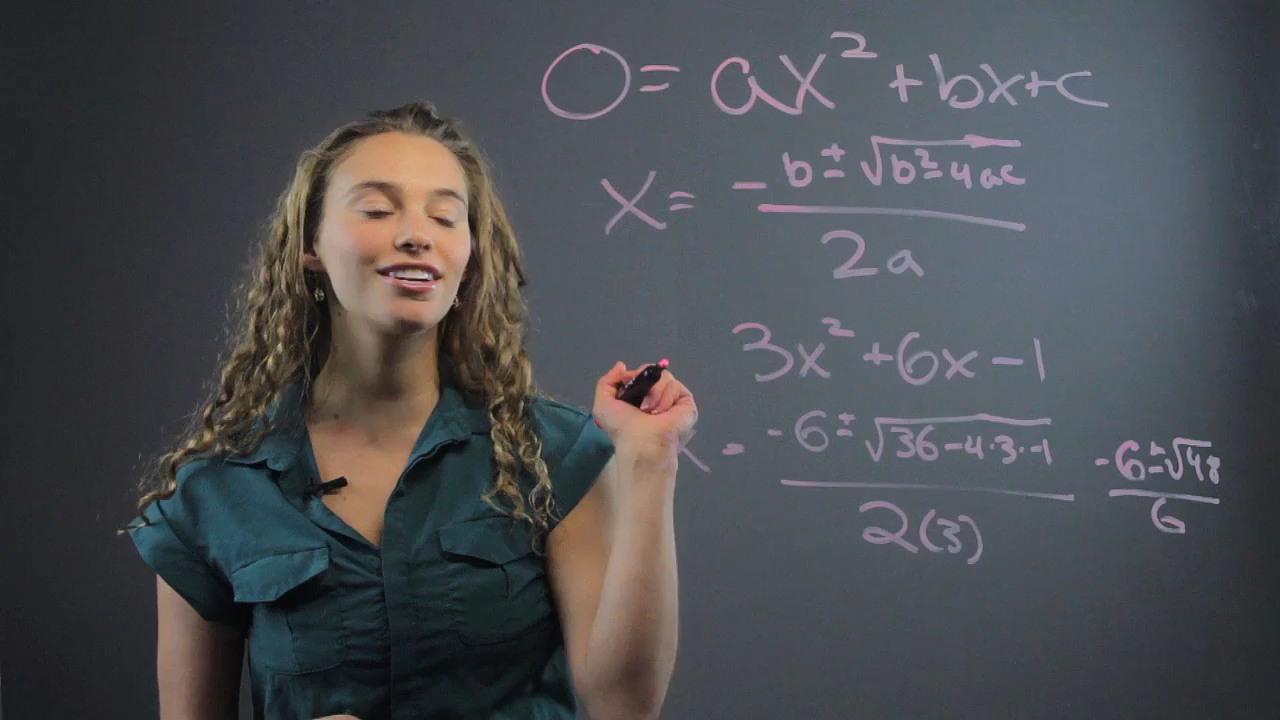 0 = ax² + bx + c
x = -b ± √b² - 4ac / 2a
3x² + 6x - 1
x = -6 ± √36 - 4·3·-1 / 2(3)
-6 ± √48 / 6